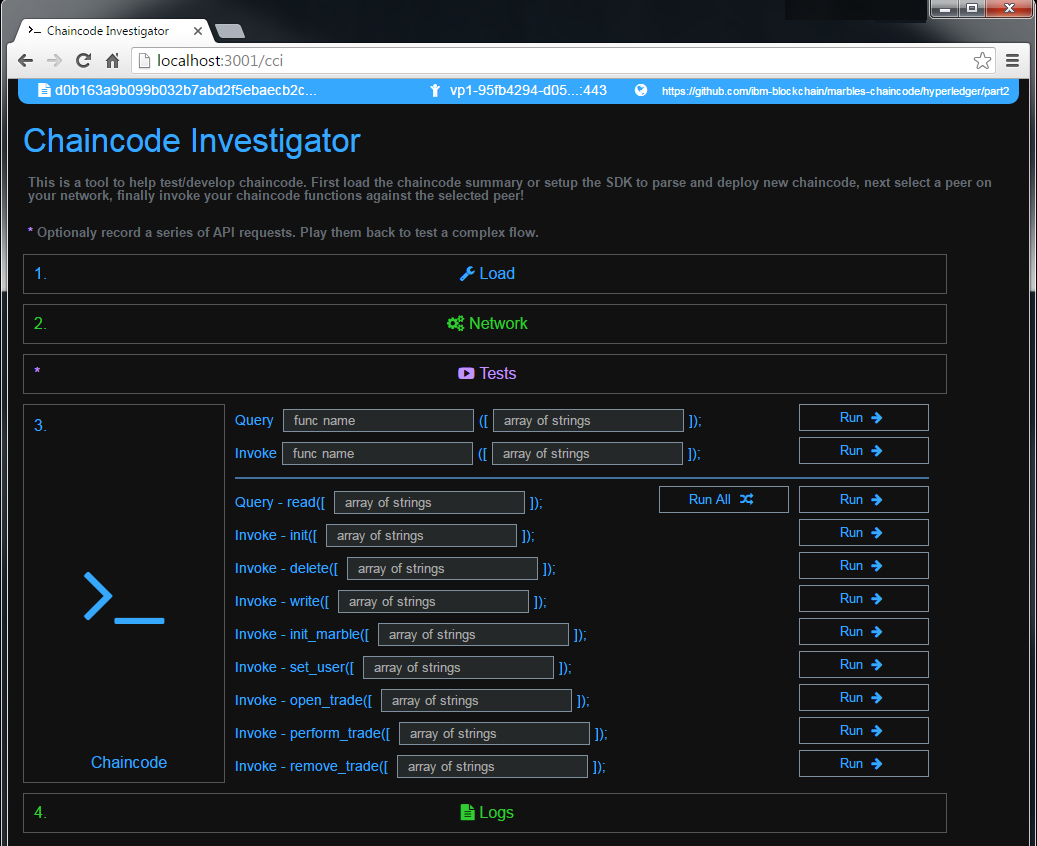 Chaincode Investigator
localhost:3001/cci
d0b163a9b099b032b7abd2f5ebaecb2c... vp1-95fb4294-d05...:443 https://github.com/ibm-blockchain/marbles-chaincode/hyperledger/part2
Chaincode Investigator
This is a tool to help test/develop chaincode. First load the chaincode summary or setup the SDK to parse and deploy new chaincode, next select a peer on
your network, finally invoke your chaincode functions against the selected peer!
* Optionaly record a series of API requests. Play them back to test a complex flow.
1. Load
2. Network
* Tests
3.
Query func name ([ array of strings ]); Run
Invoke func name ([ array of strings ]); Run
Query - read([ array of strings ]); Run All Run
Invoke - init([ array of strings ]); Run
Invoke - delete([ array of strings ]); Run
Invoke - write([ array of strings ]); Run
Invoke - init_marble([ array of strings ]); Run
Invoke - set_user([ array of strings ]); Run
Invoke - open_trade([ array of strings ]); Run
Invoke - perform_trade([ array of strings ]); Run
Invoke - remove_trade([ array of strings ]); Run
Chaincode
4. Logs